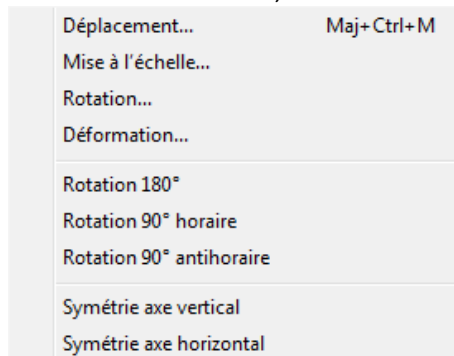 Déplacement... Maj+Ctrl+M
Mise à l'échelle...
Rotation...
Déformation...
Rotation 180°
Rotation 90° horaire
Rotation 90° antihoraire
Symétrie axe vertical
Symétrie axe horizontal